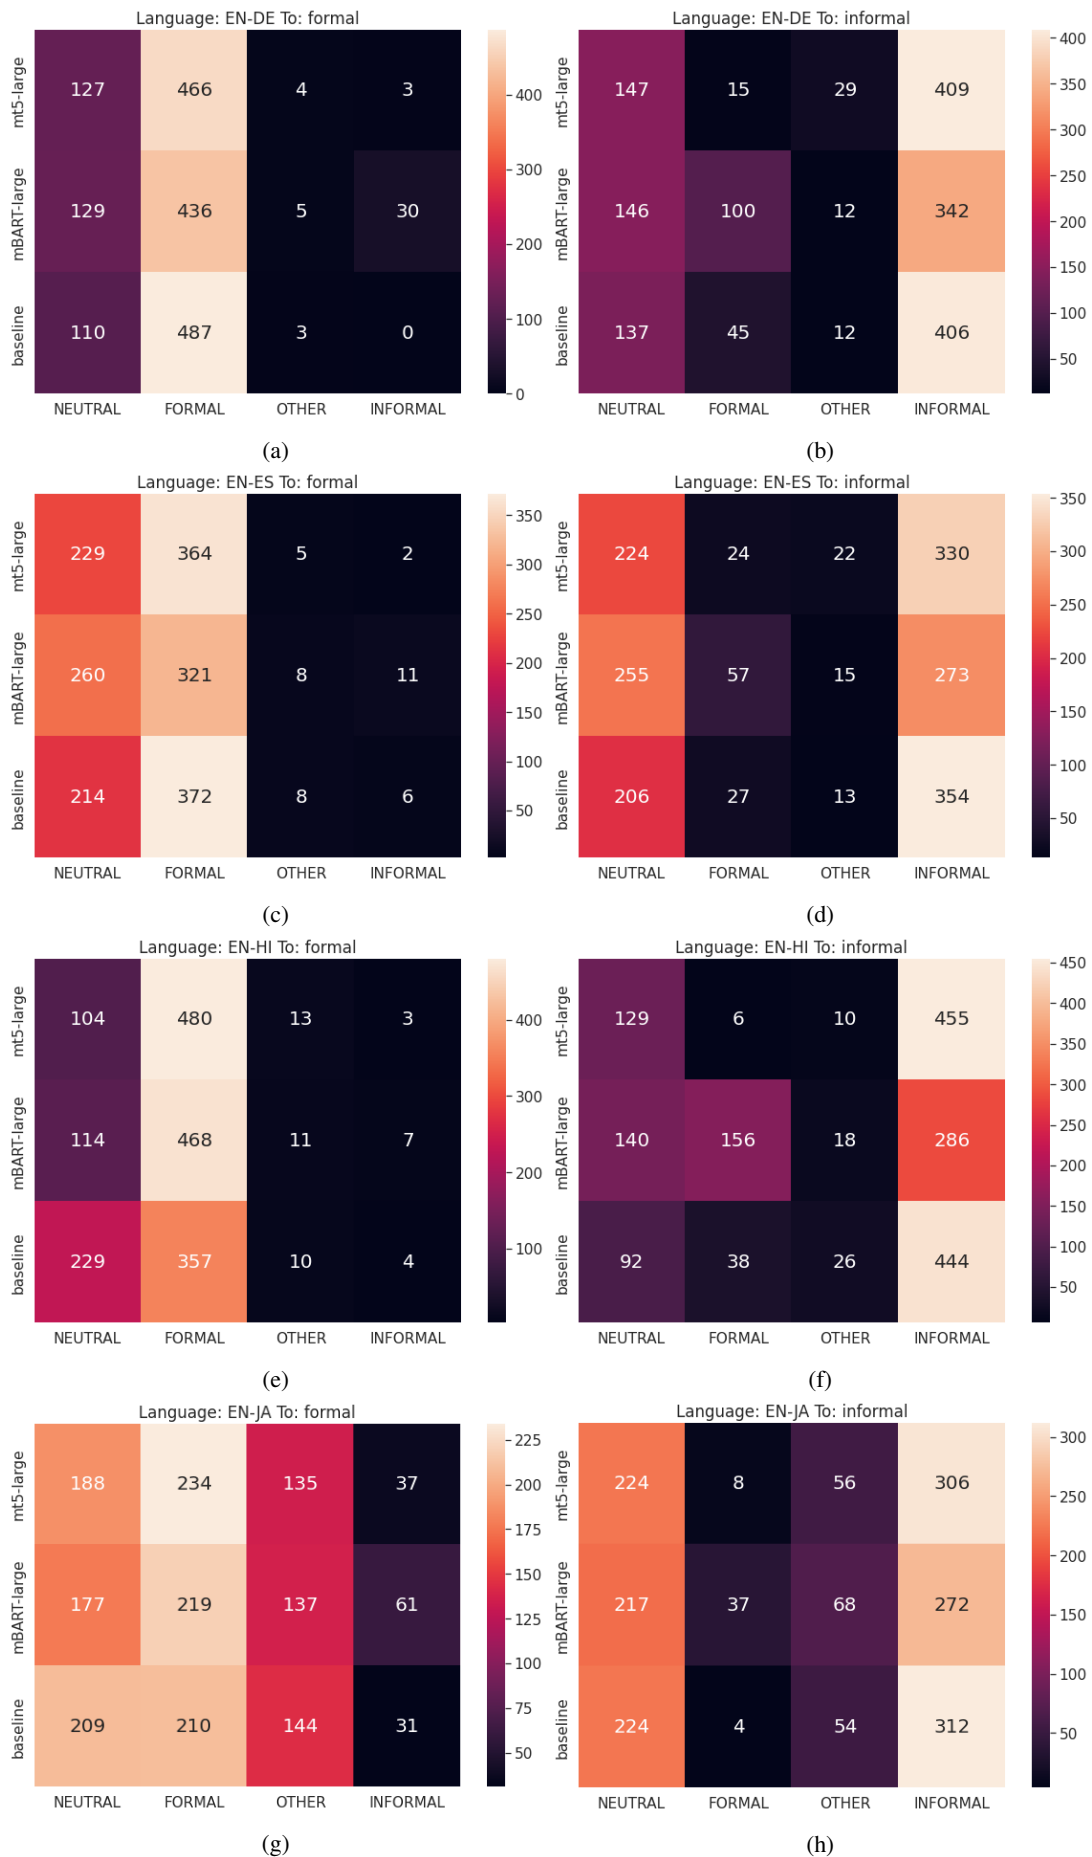 Language: EN-DE To: formal
mt5-large 127 466 4 3
mBART-large 129 436 5 30
baseline 110 487 3 0
NEUTRAL FORMAL OTHER INFORMAL
400
300
200
100
0
(a)
Language: EN-DE To: informal
mt5-large 147 15 29 409
mBART-large 146 100 12 342
baseline 137 45 12 406
NEUTRAL FORMAL OTHER INFORMAL
400
350
300
250
200
150
100
50
(b)
Language: EN-ES To: formal
mt5-large 229 364 5 2
mBART-large 260 321 8 11
baseline 214 372 8 6
NEUTRAL FORMAL OTHER INFORMAL
350
300
250
200
150
100
50
(c)
Language: EN-ES To: informal
mt5-large 224 24 22 330
mBART-large 255 57 15 273
baseline 206 27 13 354
NEUTRAL FORMAL OTHER INFORMAL
350
300
250
200
150
100
50
(d)
Language: EN-HI To: formal
mt5-large 104 480 13 3
mBART-large 114 468 11 7
baseline 229 357 10 4
NEUTRAL FORMAL OTHER INFORMAL
400
300
200
100
(e)
Language: EN-HI To: informal
mt5-large 129 6 10 455
mBART-large 140 156 18 286
baseline 92 38 26 444
NEUTRAL FORMAL OTHER INFORMAL
450
400
350
300
250
200
150
100
50
(f)
Language: EN-JA To: formal
mt5-large 188 234 135 37
mBART-large 177 219 137 61
baseline 209 210 144 31
NEUTRAL FORMAL OTHER INFORMAL
225
200
175
150
125
100
75
50
(g)
Language: EN-JA To: informal
mt5-large 224 8 56 306
mBART-large 217 37 68 272
baseline 224 4 54 312
NEUTRAL FORMAL OTHER INFORMAL
300
250
200
150
100
50
(h)